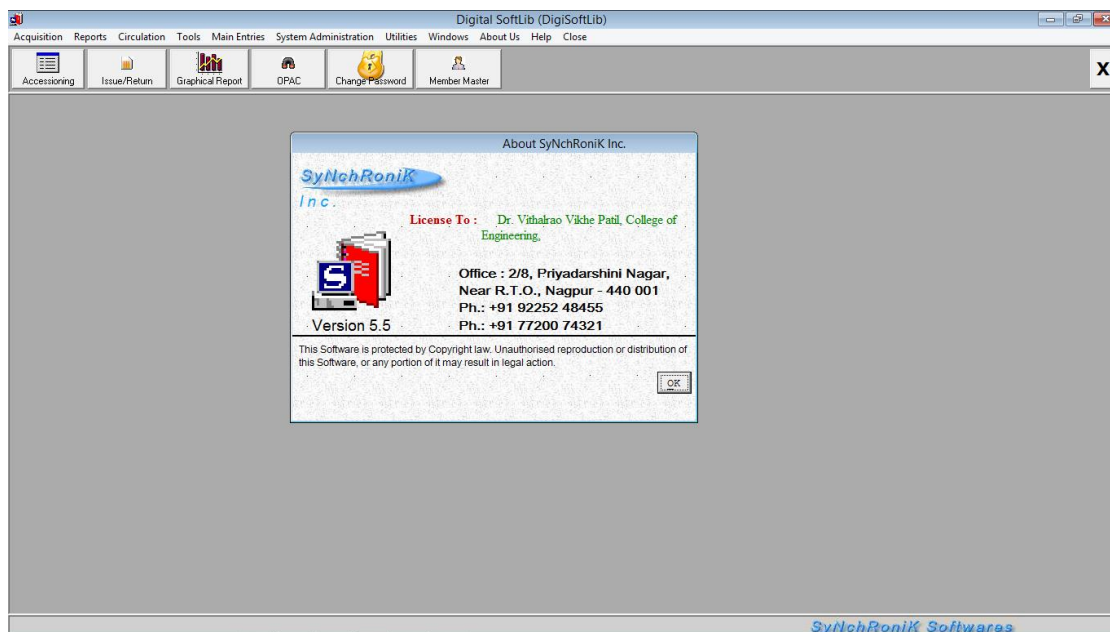 Digital SoftLib (DigiSoftLib)
Acquisition Reports Circulation Tools Main Entries System Administration Utilities Windows About Us Help Close
Accessioning Issue/Return Graphical Report OPAC Change Password Member Master
X
About SyNchRoniK Inc.
SyNchRoniK
Inc.
License To : Dr. Vithalrao Vikhe Patil, College of
Engineering,
Office : 2/8, Priyadarshini Nagar,
Near R.T.O., Nagpur - 440 001
Ph.: +91 92252 48455
Ph.: +91 77200 74321
S
Version 5.5
This Software is protected by Copyright law. Unauthorised reproduction or distribution of
this Software, or any portion of it may result in legal action.
OK
SyNchRoniK Softwares